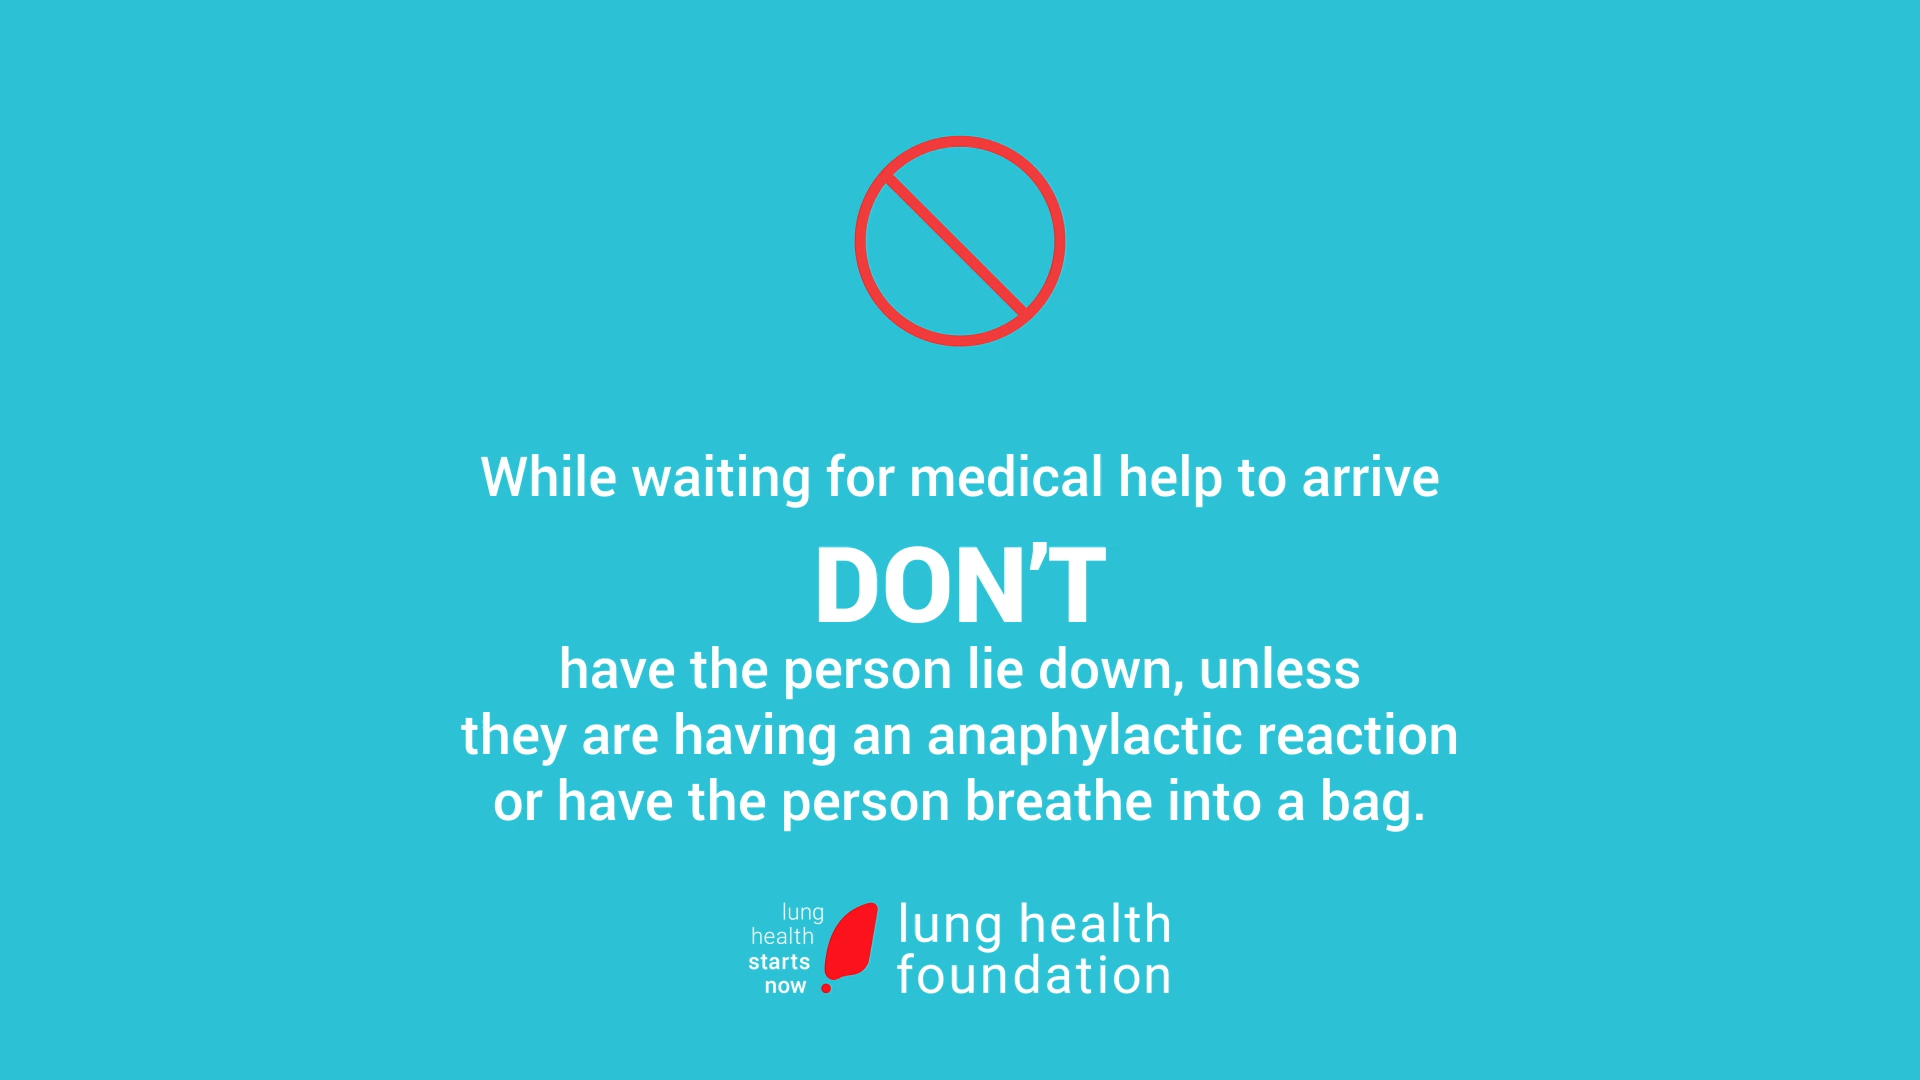 While waiting for medical help to arrive
DON'T
have the person lie down, unless
they are having an anaphylactic reaction
or have the person breathe into a bag.
lung
health
starts
now
lung health
foundation